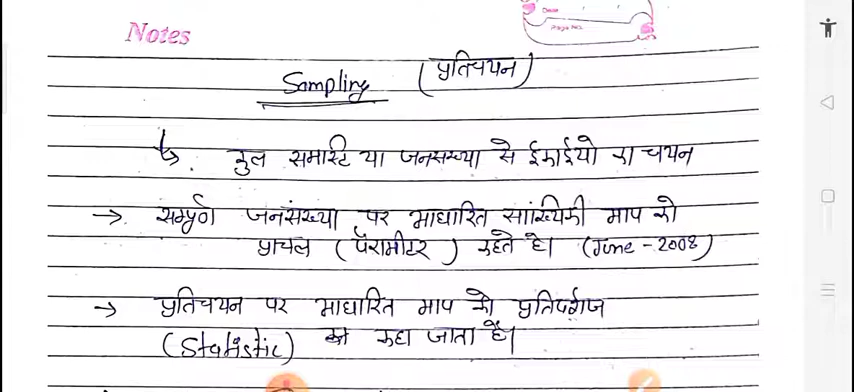 Notes
Sampling (प्रतिचयन)
कुल समाष्टि या जनसंख्या से ईकाईयो का चयन
→ सम्पूर्ण जनसंख्या पर आधारित सांख्यिकी माप को
प्राचल (पैरामीटर) कहते है। (June - 2008)
→ प्रतिचयन पर आधारित माप को प्रतिदर्शज
(Statistic) कहा जाता है।